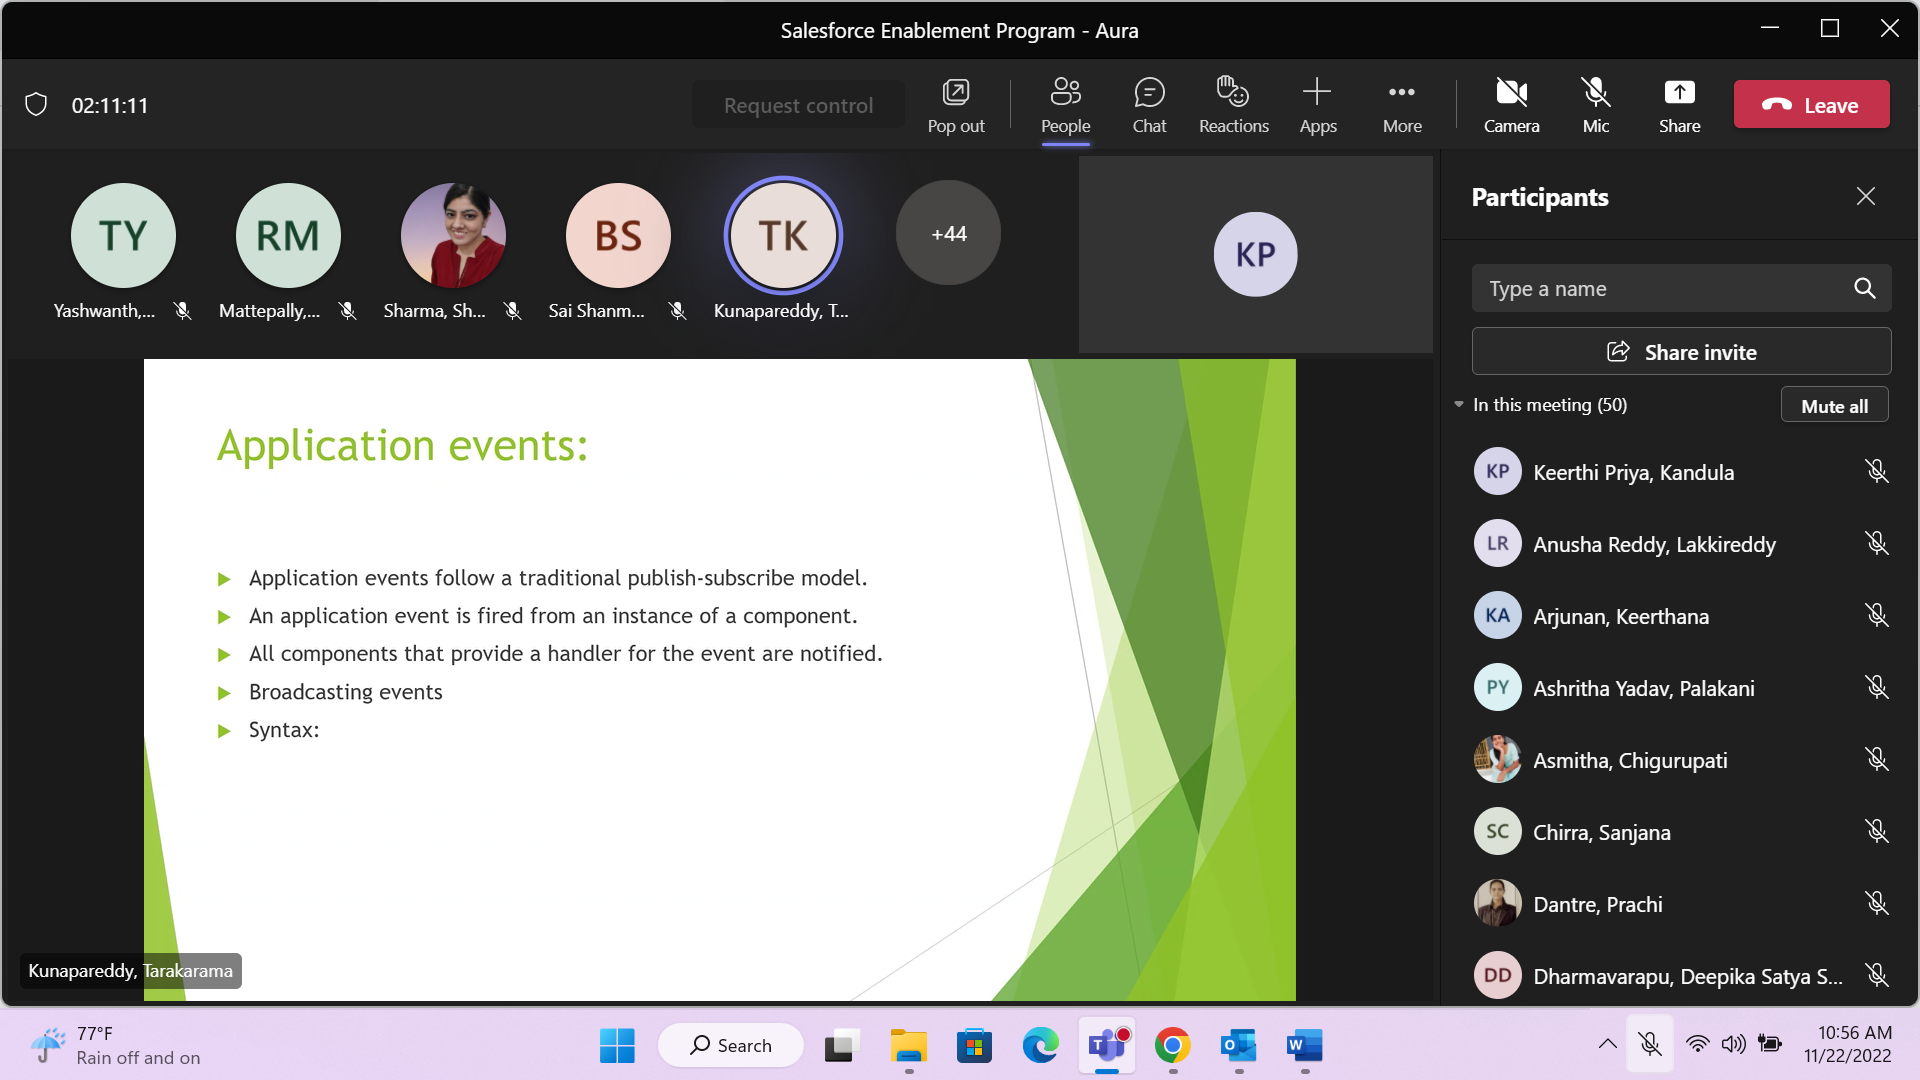 Salesforce Enablement Program - Aura
02:11:11
Request control
Pop out
People
Chat
Reactions
Apps
More
Camera
Mic
Share
Leave
TY
RM
BS
TK
+44
KP
Yashwanth,...
Mattepally,...
Sharma, Sh...
Sai Shanm...
Kunapareddy, T...
Participants
Type a name
Share invite
In this meeting (50)
Mute all
KP Keerthi Priya, Kandula
LR Anusha Reddy, Lakkireddy
KA Arjunan, Keerthana
PY Ashritha Yadav, Palakani
Asmitha, Chigurupati
SC Chirra, Sanjana
Dantre, Prachi
DD Dharmavarapu, Deepika Satya S...
Application events:
Application events follow a traditional publish-subscribe model.
An application event is fired from an instance of a component.
All components that provide a handler for the event are notified.
Broadcasting events
Syntax:
Kunapareddy, Tarakarama
77°F
Rain off and on
Search
10:56 AM
11/22/2022